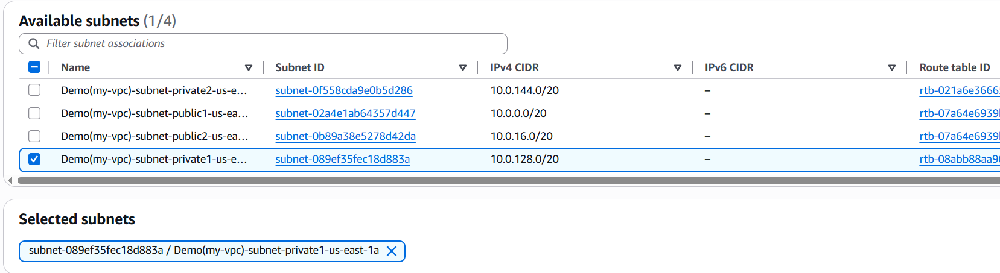 Available subnets (1/4)
Filter subnet associations
Name Subnet ID IPv4 CIDR IPv6 CIDR Route table ID
Demo(my-vpc)-subnet-private2-us-e... subnet-0f558cda9e0b5d286 10.0.144.0/20 – rtb-021a6e3666
Demo(my-vpc)-subnet-public1-us-ea... subnet-02a4e1ab64357d447 10.0.0.0/20 – rtb-07a64e6939
Demo(my-vpc)-subnet-public2-us-ea... subnet-0b89a38e5278d42da 10.0.16.0/20 – rtb-07a64e6939
Demo(my-vpc)-subnet-private1-us-e... subnet-089ef35fec18d883a 10.0.128.0/20 – rtb-08abb88aa9
Selected subnets
subnet-089ef35fec18d883a / Demo(my-vpc)-subnet-private1-us-east-1a